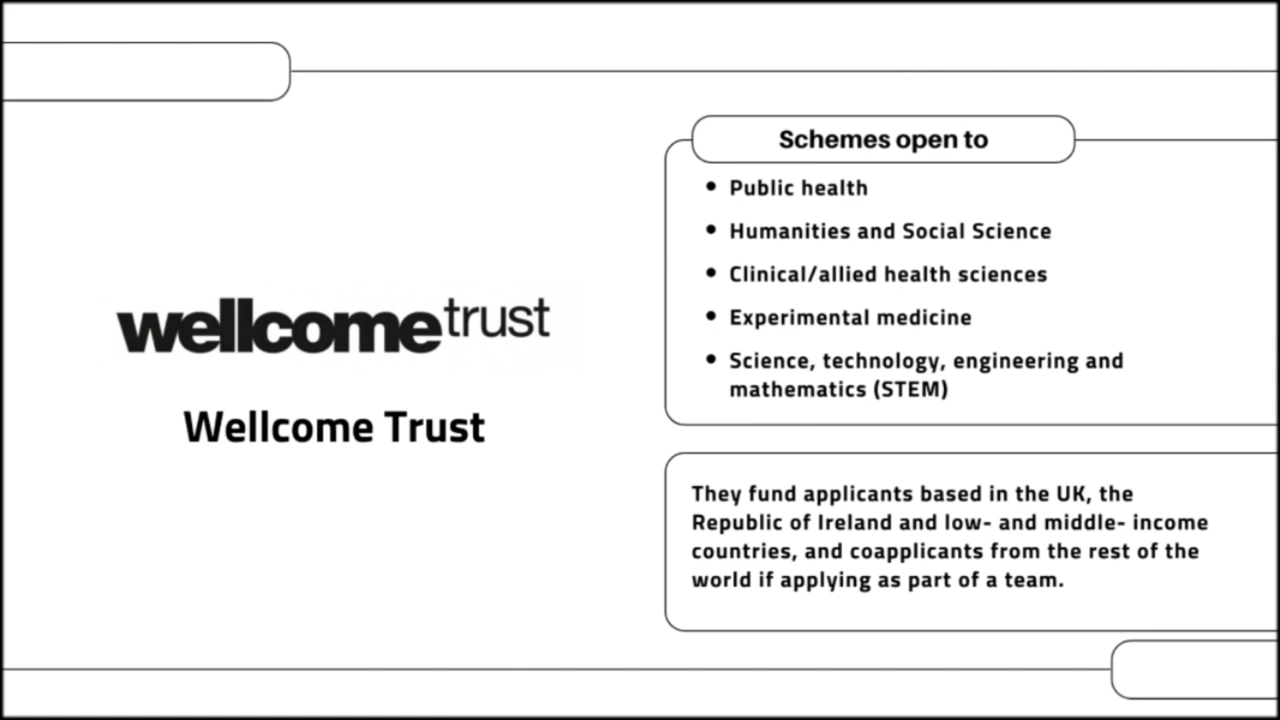 wellcometrust
Wellcome Trust
Schemes open to
• Public health
• Humanities and Social Science
• Clinical/allied health sciences
• Experimental medicine
• Science, technology, engineering and
mathematics (STEM)
They fund applicants based in the UK, the
Republic of Ireland and low- and middle- income
countries, and coapplicants from the rest of the
world if applying as part of a team.